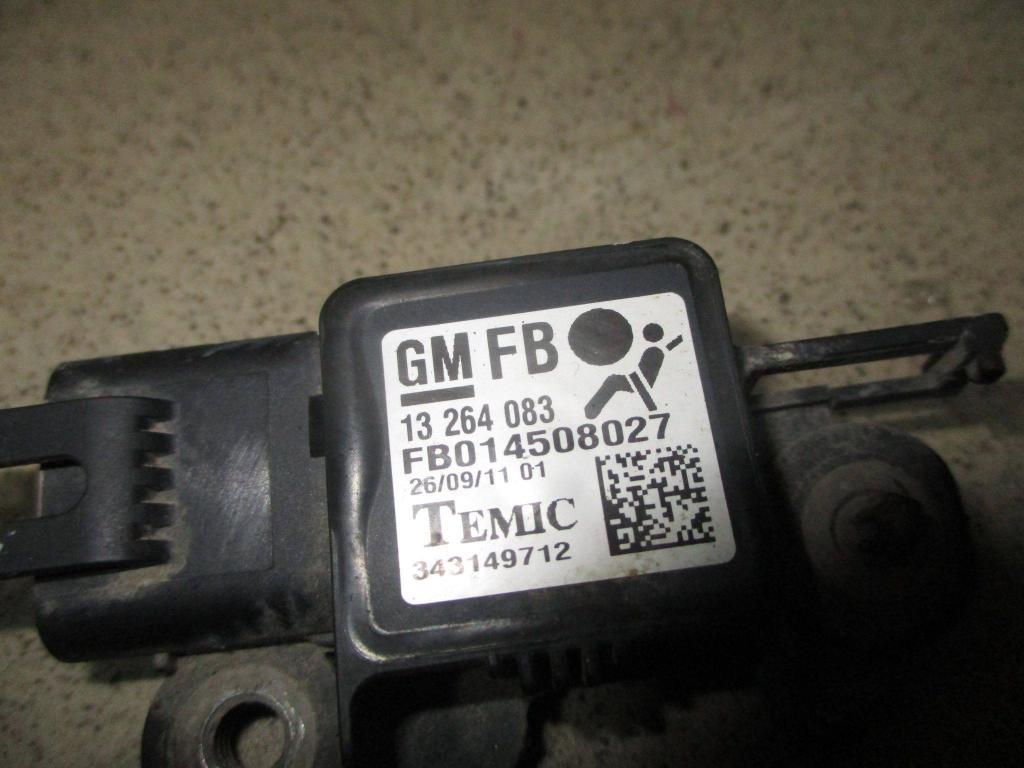 GM FB
13 264 083
FB014508027
26/09/11 01
TEMIC
343149712